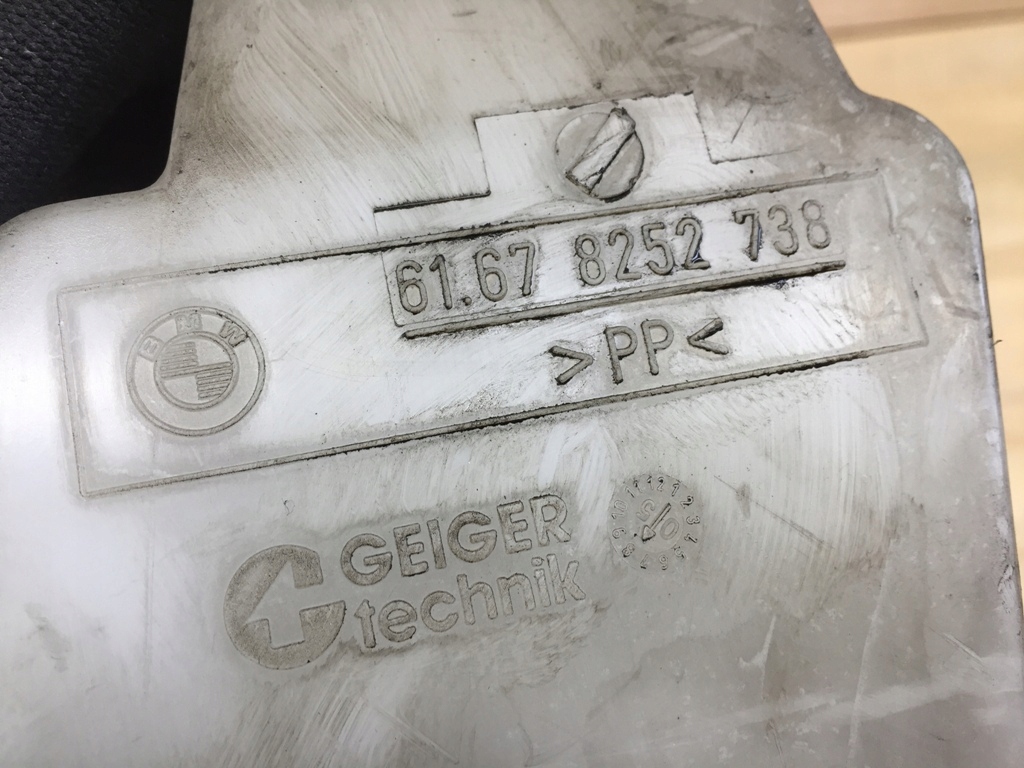 61.67 8252 738
BMW
>PP<
GEIGER
technik